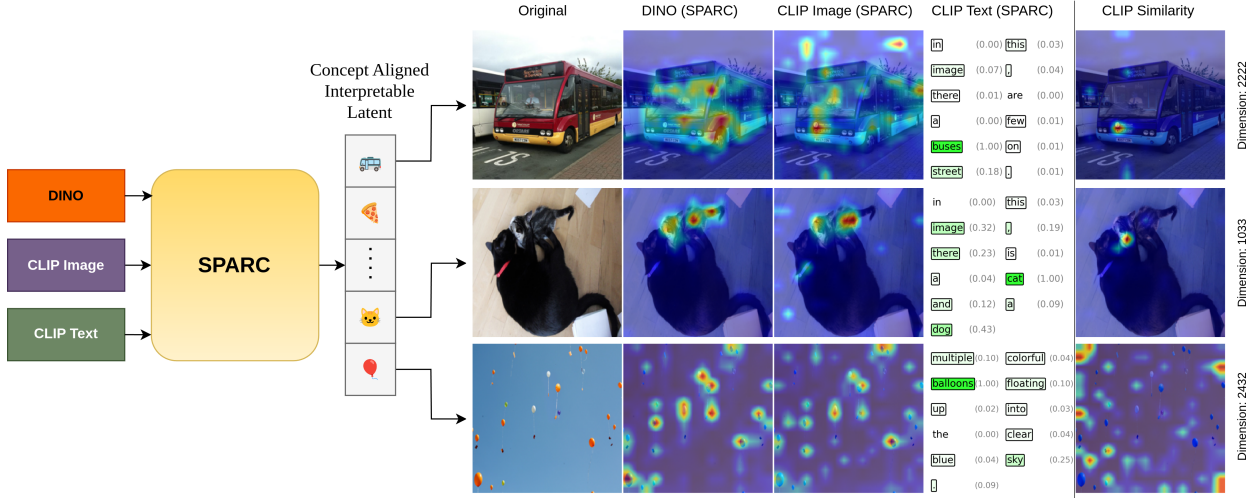 Original
DINO (SPARC)
CLIP Image (SPARC)
CLIP Text (SPARC)
CLIP Similarity
Concept Aligned
Interpretable
Latent
DINO
CLIP Image
CLIP Text
SPARC
in (0.00) this (0.03)
image (0.07) , (0.04)
there (0.01) are (0.00)
a (0.00) few (0.01)
buses (1.00) on (0.01)
street (0.18) . (0.01)
Dimension: 2222
in (0.00) this (0.03)
image (0.32) , (0.19)
there (0.23) is (0.01)
a (0.04) cat (1.00)
and (0.12) a (0.09)
dog (0.43)
Dimension: 1033
multiple (0.10) colorful (0.04)
balloons (1.00) floating (0.10)
up (0.02) into (0.03)
the (0.00) clear (0.04)
blue (0.04) sky (0.25)
. (0.09)
Dimension: 2432